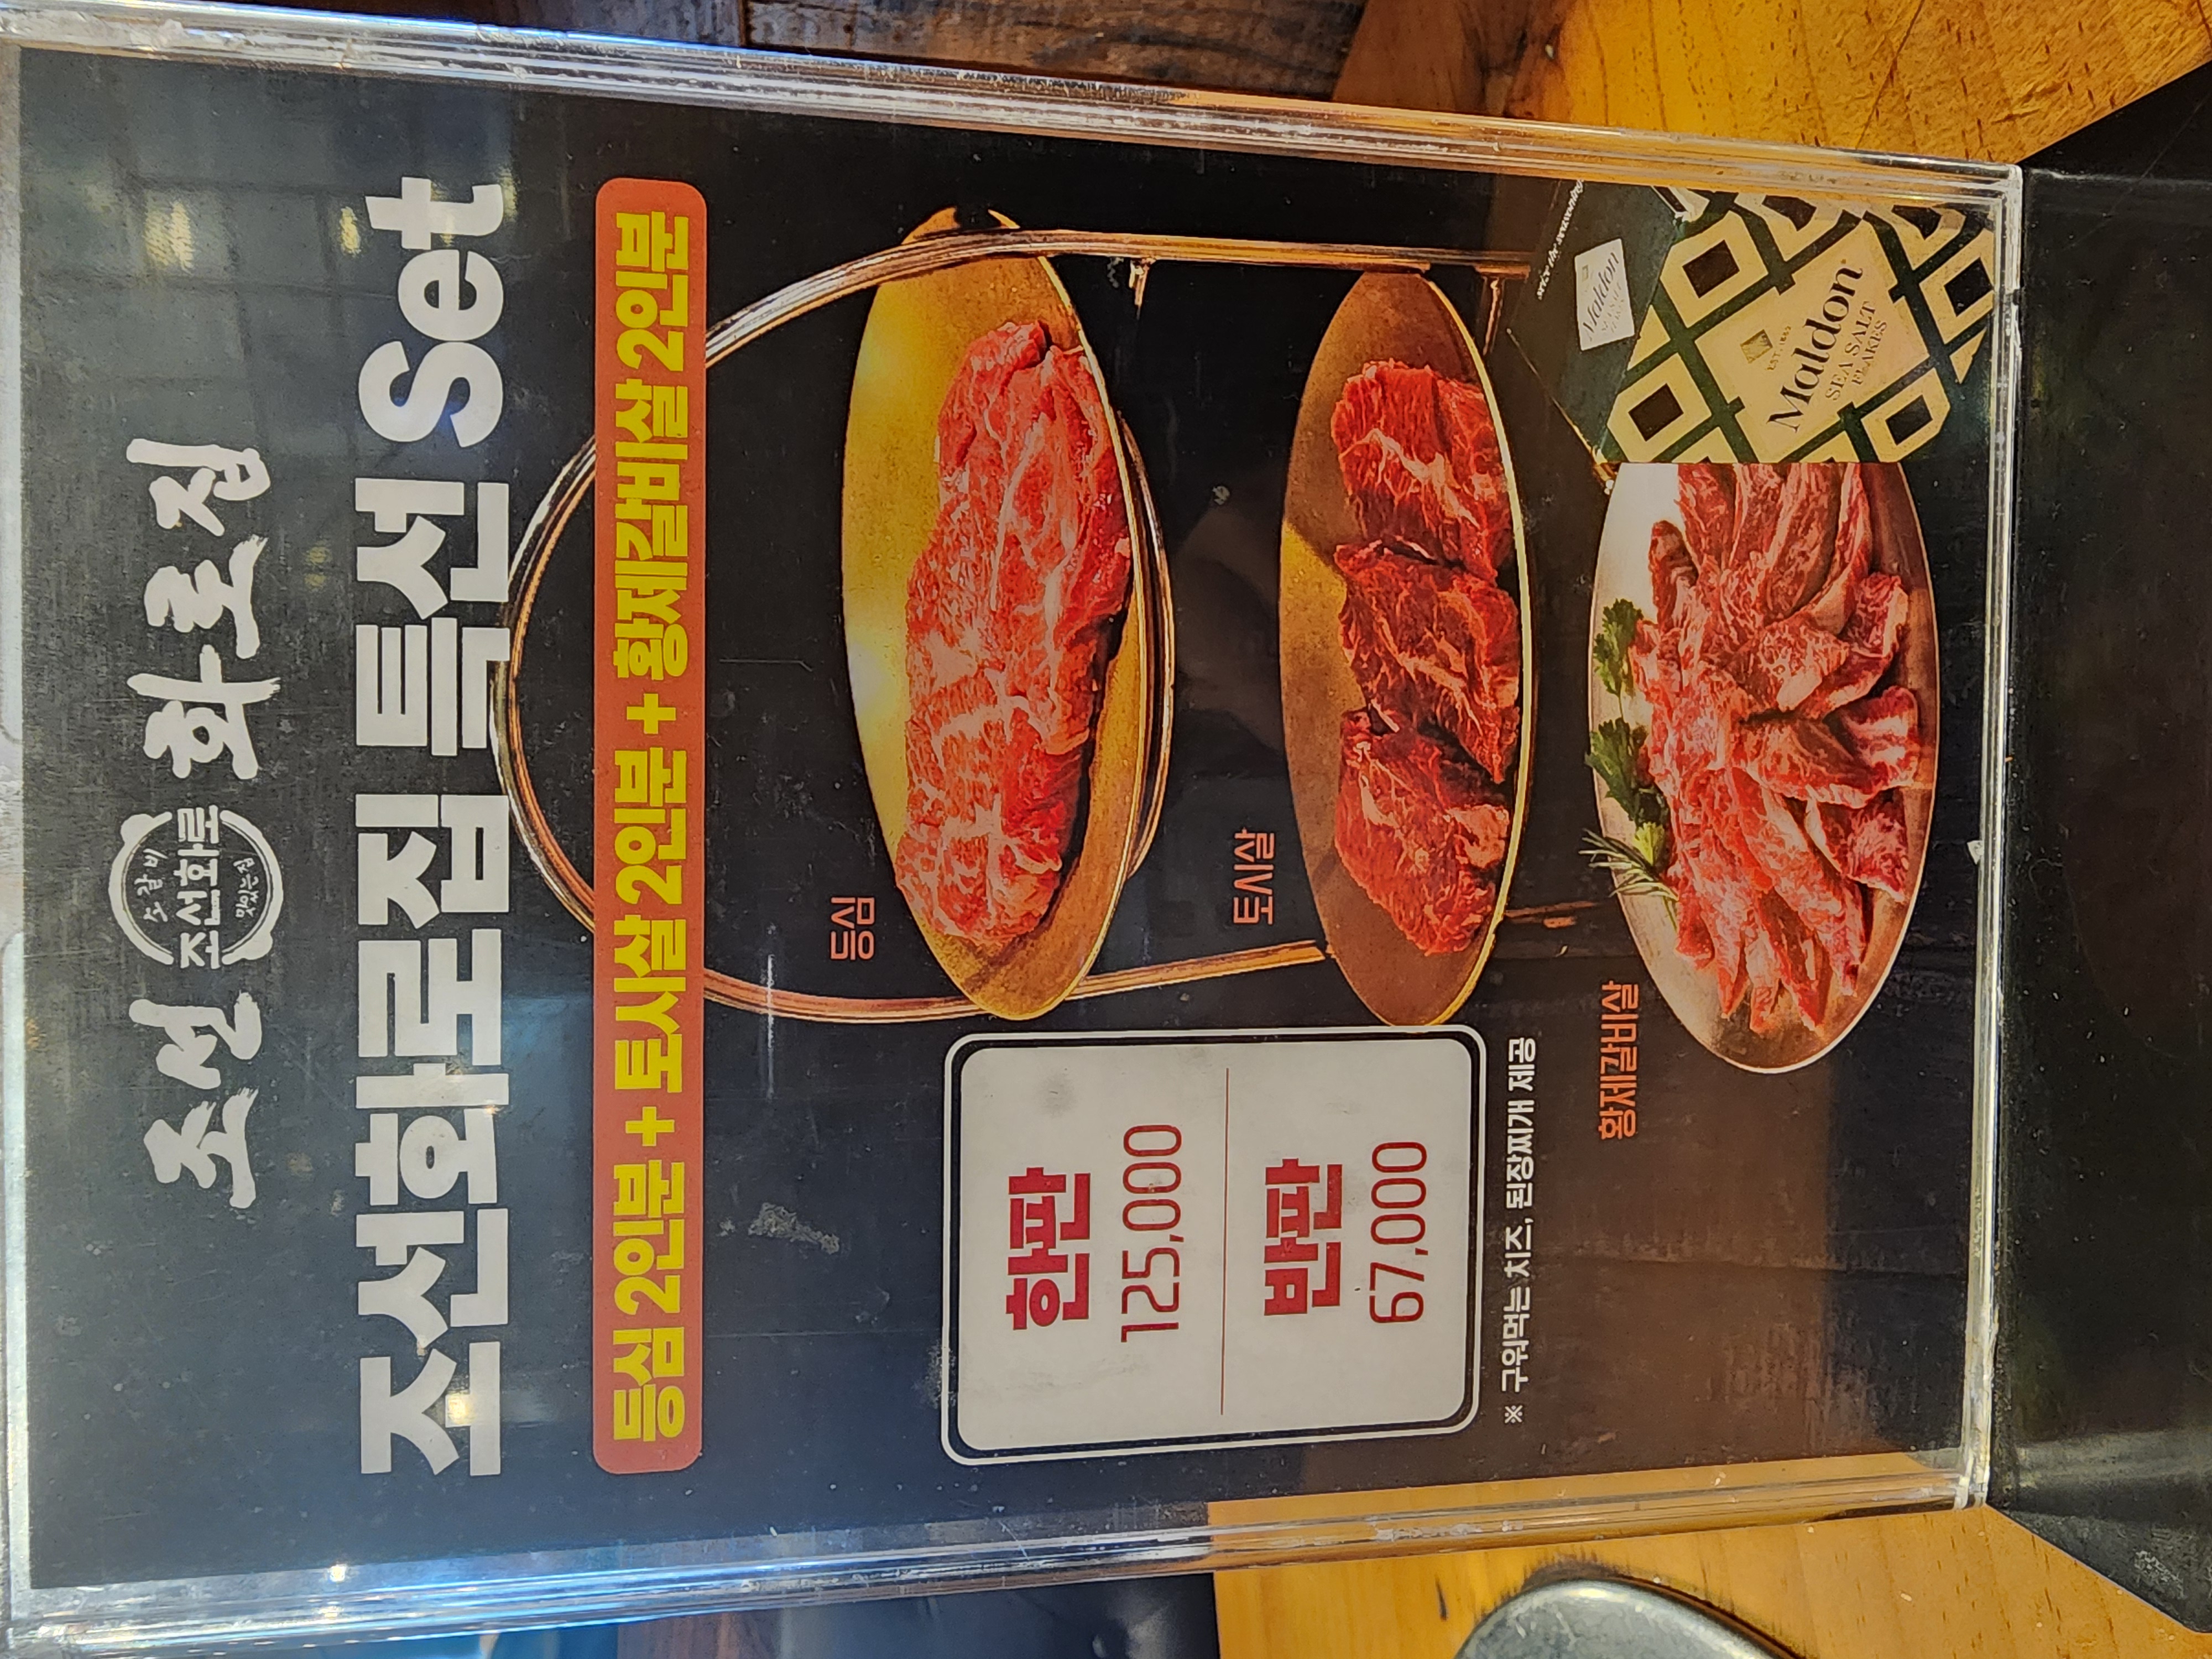 조선 소갈비 조선화로 맛있는집 화로집
조선화로집 특선 Set
등심 2인분 + 토시살 2인분 + 황제갈비살 2인분
등심
한판
125,000
토시살
반판
67,000
※ 구워먹는 치즈, 된장찌개 제공
황제갈비살
Maldon
EST. 1882
Maldon
SEA SALT
FLAKES